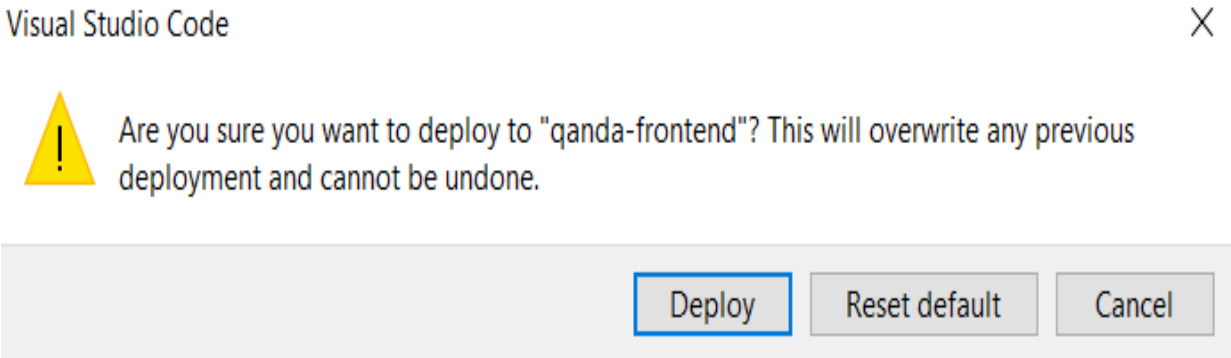 Visual Studio Code
Are you sure you want to deploy to "qanda-frontend"? This will overwrite any previous
deployment and cannot be undone.
Deploy
Reset default
Cancel